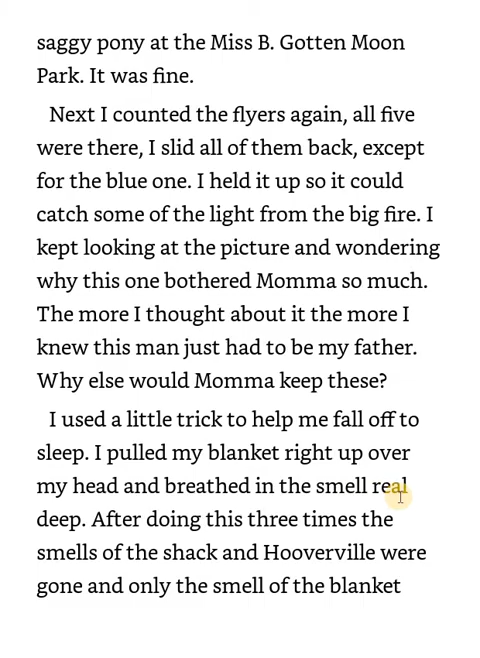 saggy pony at the Miss B. Gotten Moon
Park. It was fine.
Next I counted the flyers again, all five
were there, I slid all of them back, except
for the blue one. I held it up so it could
catch some of the light from the big fire. I
kept looking at the picture and wondering
why this one bothered Momma so much.
The more I thought about it the more I
knew this man just had to be my father.
Why else would Momma keep these?
I used a little trick to help me fall off to
sleep. I pulled my blanket right up over
my head and breathed in the smell real
deep. After doing this three times the
smells of the shack and Hooverville were
gone and only the smell of the blanket